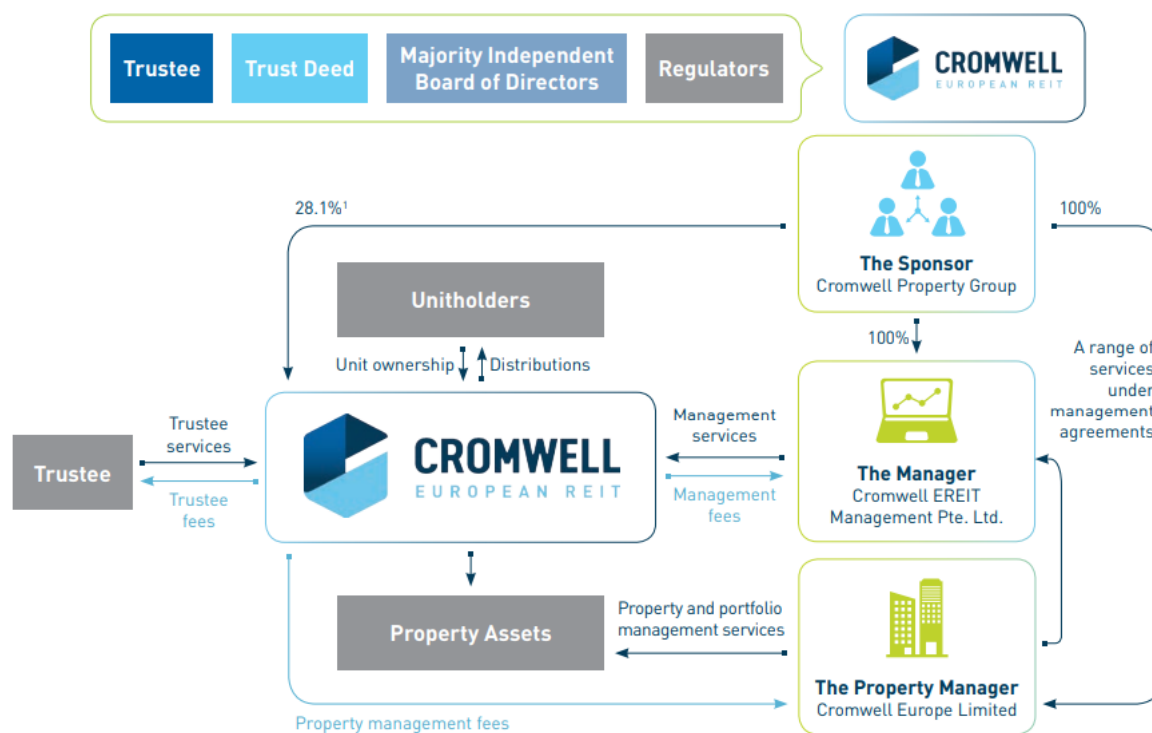 Trustee
Trust Deed
Majority Independent
Board of Directors
Regulators
CROMWELL
EUROPEAN REIT
28.1%¹
100%
The Sponsor
Cromwell Property Group
Unitholders
100%
Unit ownership
Distributions
A range of
services
under
management
agreements
Trustee
services
Trustee
Trustee
fees
CROMWELL
EUROPEAN REIT
Management
services
Management
fees
The Manager
Cromwell EREIT
Management Pte. Ltd.
Property Assets
Property and portfolio
management services
The Property Manager
Cromwell Europe Limited
Property management fees